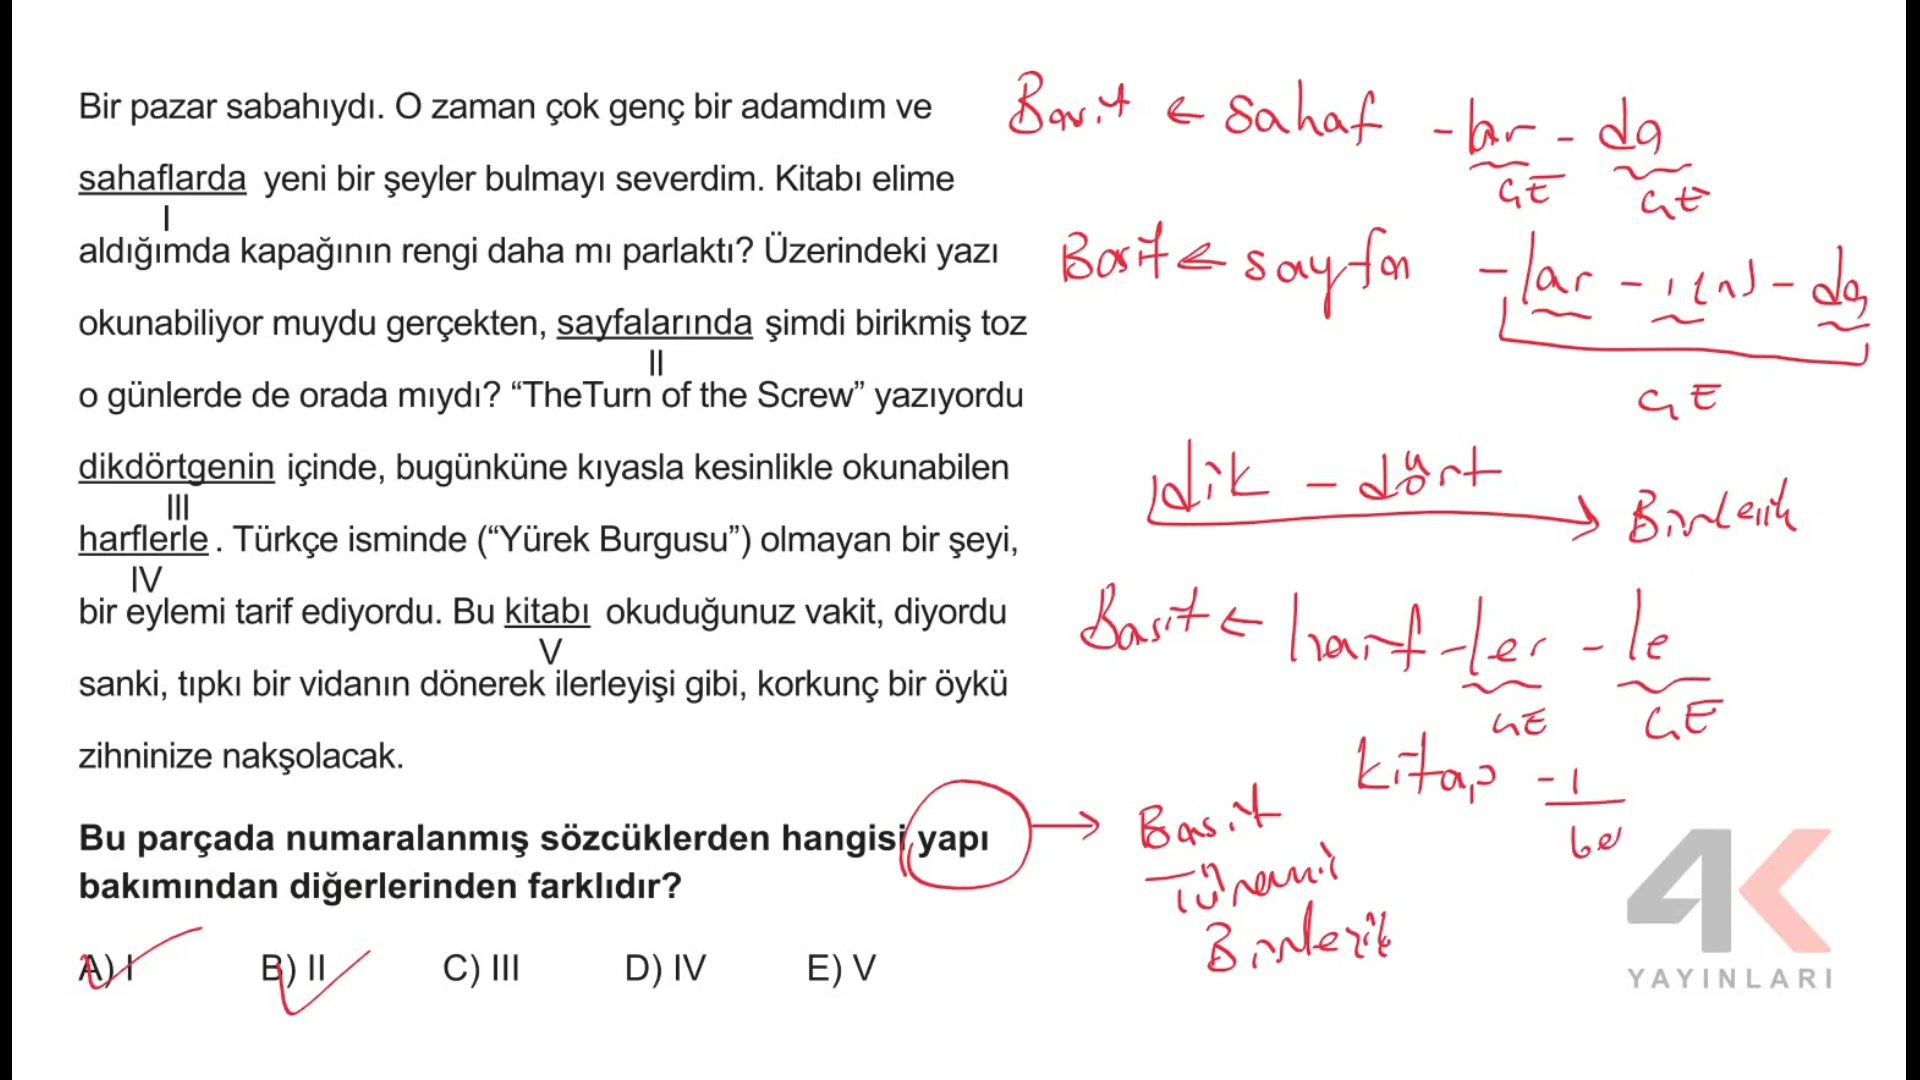 Bir pazar sabahıydı. O zaman çok genç bir adamdım ve
sahaflarda yeni bir şeyler bulmayı severdim. Kitabı elime
I
aldığımda kapağının rengi daha mı parlaktı? Üzerindeki yazı
okunabiliyor muydu gerçekten, sayfalarında şimdi birikmiş toz
II
o günlerde de orada mıydı? “TheTurn of the Screw” yazıyordu
dikdörtgenin içinde, bugünküne kıyasla kesinlikle okunabilen
III
harflerle . Türkçe isminde (“Yürek Burgusu”) olmayan bir şeyi,
IV
bir eylemi tarif ediyordu. Bu kitabı okuduğunuz vakit, diyordu
V
sanki, tıpkı bir vidanın dönerek ilerleyişi gibi, korkunç bir öykü
zihninize nakşolacak.
Bu parçada numaralanmış sözcüklerden hangisi yapı
bakımından diğerlerinden farklıdır?
A) I B) II C) III D) IV E) V
Basit ← sahaf -lar - da
ÇE ÇE
Basit ← sayfa -lar - ı(n) - da
ÇE
dik - dört → Birleşik
Basit ← harf -ler - le
ÇE ÇE
kitap -ı
be
Basit
Türemiş
Birleşik
4K
YAYINLARI